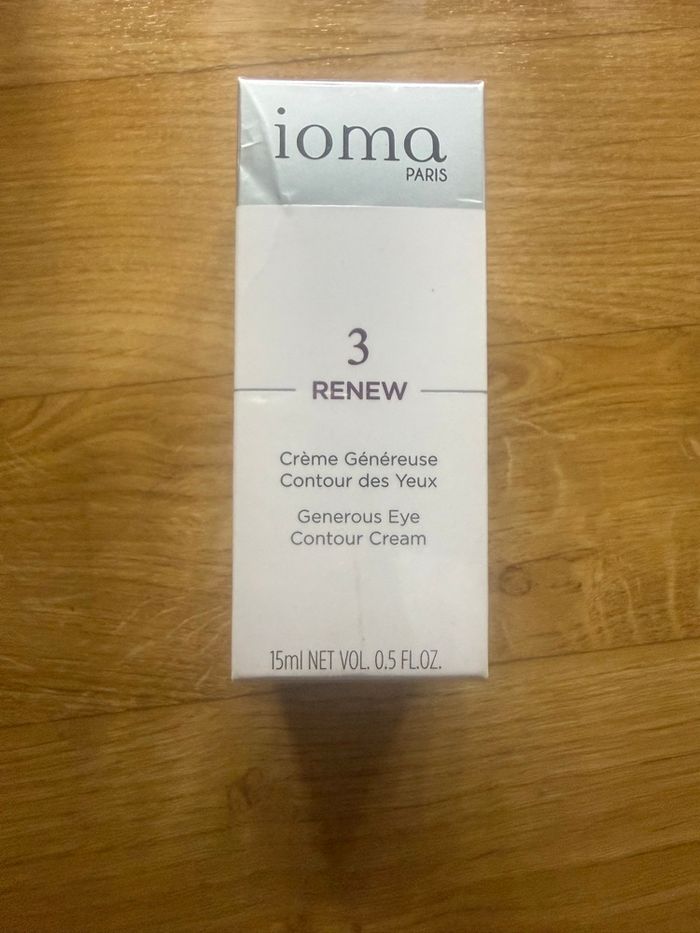 ioma
PARIS
3
RENEW
Crème Généreuse
Contour des Yeux
Generous Eye
Contour Cream
15ml NET VOL. 0.5 FL.OZ.